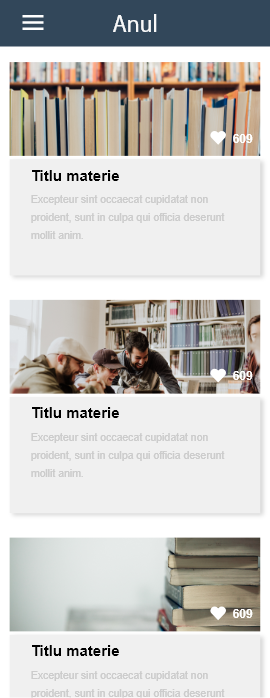 Anul
609
Titlu materie
Excepteur sint occaecat cupidatat non
proident, sunt in culpa qui officia deserunt
mollit anim.
609
Titlu materie
Excepteur sint occaecat cupidatat non
proident, sunt in culpa qui officia deserunt
mollit anim.
609
Titlu materie
Excepteur sint occaecat cupidatat non
proident, sunt in culpa qui officia deserunt